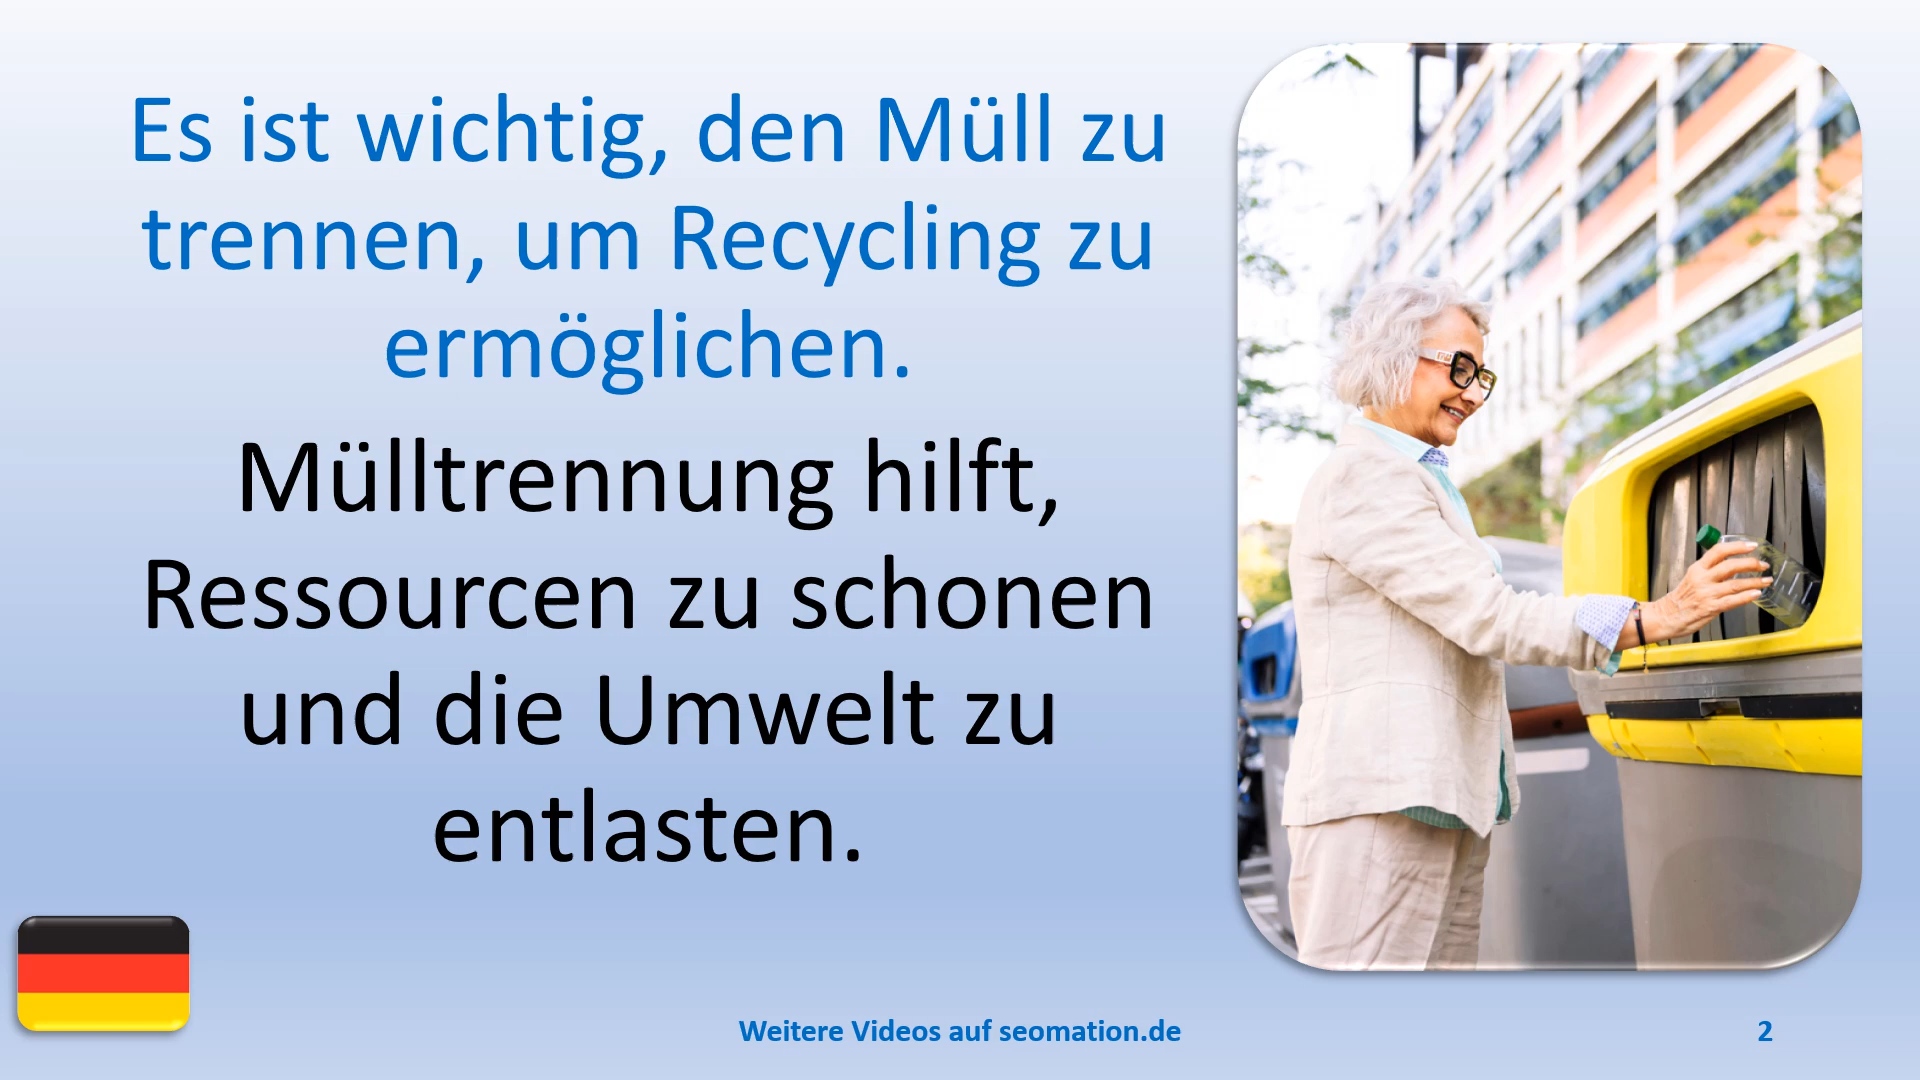 Es ist wichtig, den Müll zu
trennen, um Recycling zu
ermöglichen.
Mülltrennung hilft,
Ressourcen zu schonen
und die Umwelt zu
entlasten.
Weitere Videos auf seomation.de
2